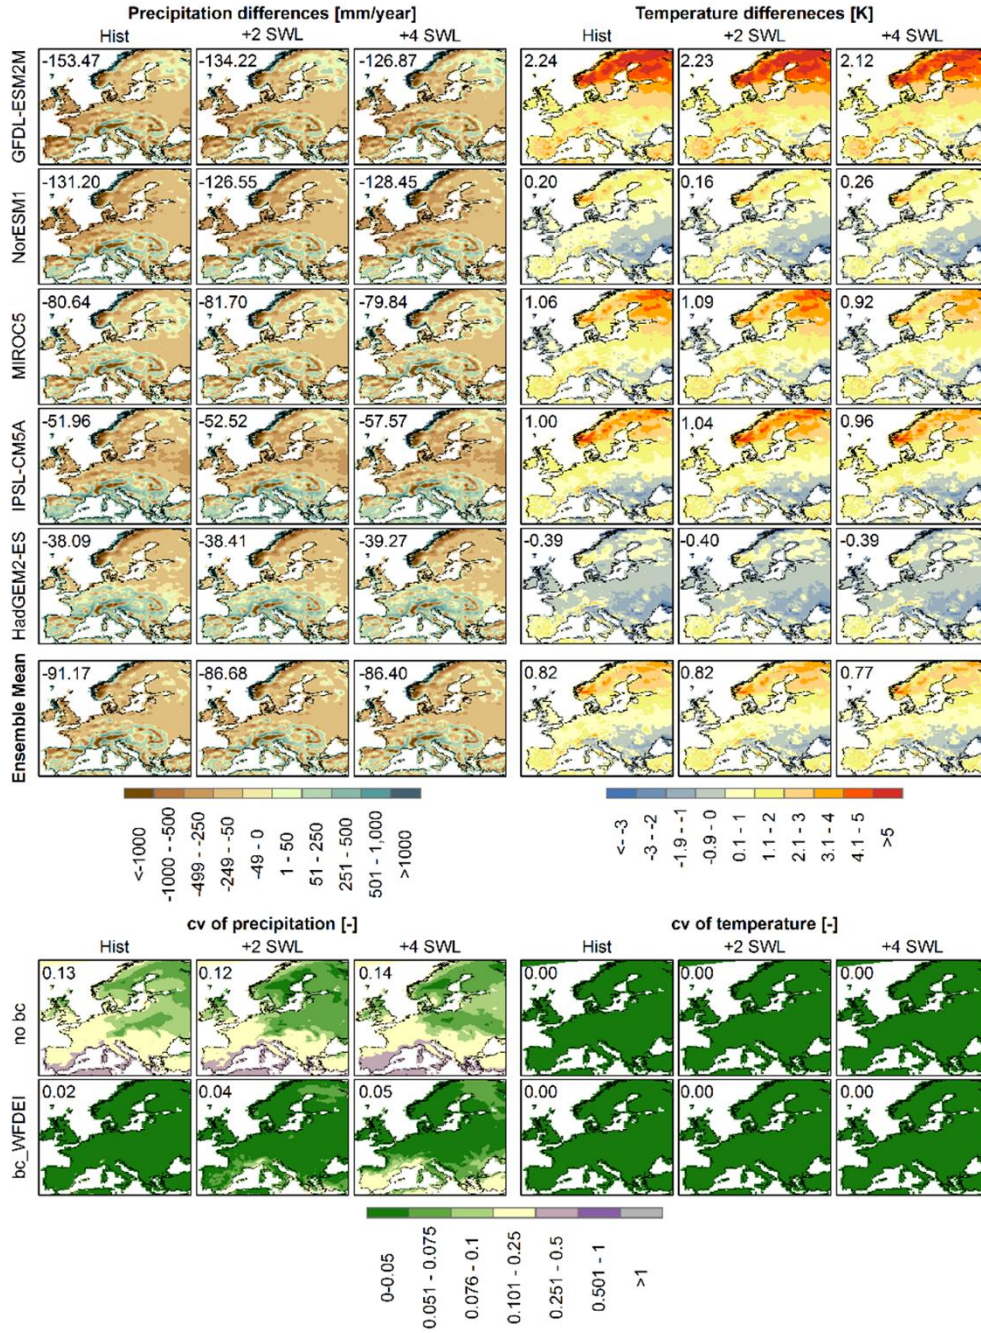 Precipitation differences [mm/year] Temperature differeneces [K]
Hist +2 SWL +4 SWL Hist +2 SWL +4 SWL
GFDL-ESM2M -153.47 -134.22 -126.87 2.24 2.23 2.12
NorESM1 -131.20 -126.55 -128.45 0.20 0.16 0.26
MIROC5 -80.64 -81.70 -79.84 1.06 1.09 0.92
IPSL-CM5A -51.96 -52.52 -57.57 1.00 1.04 0.96
HadGEM2-ES -38.09 -38.41 -39.27 -0.39 -0.40 -0.39
Ensemble Mean -91.17 -86.68 -86.40 0.82 0.82 0.77
<-1000 -1000 - -500 -499 - -250 -249 - -50 -49 - 0 1 - 50 51 - 250 251 - 500 501 - 1,000 >1000
<- -3 -3 - -2 -1.9 - -1 -0.9 - 0 0.1 - 1 1.1 - 2 2.1 - 3 3.1 - 4 4.1 - 5 >5
cv of precipitation [-] cv of temperature [-]
Hist +2 SWL +4 SWL Hist +2 SWL +4 SWL
no bc 0.13 0.12 0.14 0.00 0.00 0.00
bc_WFDEI 0.02 0.04 0.05 0.00 0.00 0.00
0-0.05 0.051 - 0.075 0.076 - 0.1 0.101 - 0.25 0.251 - 0.5 0.501 - 1 >1